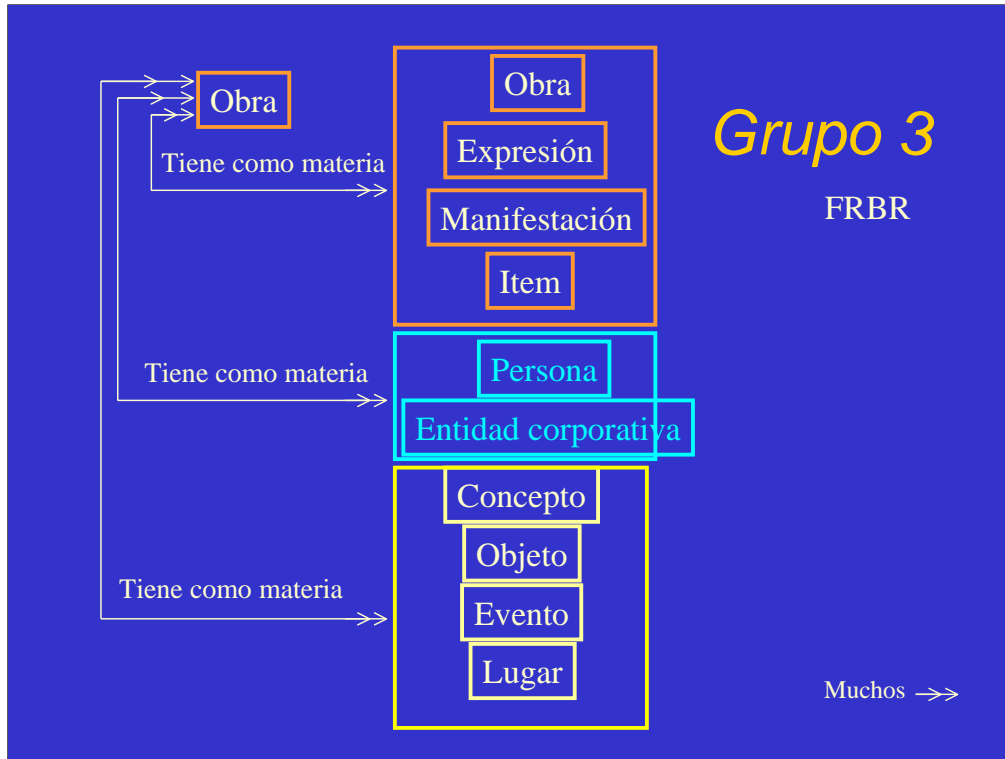 Obra
Tiene como materia
Obra
Expresión
Manifestación
Item
Grupo 3
FRBR
Tiene como materia
Persona
Entidad corporativa
Tiene como materia
Concepto
Objeto
Evento
Lugar
Muchos